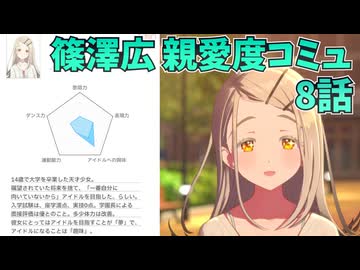 篠澤広 親愛度コミュ
8話
歌唱力
ダンス力
表現力
運動能力
アイドルへの興味
14歳で大学を卒業した天才少女。
嘱望されていた将来を捨て、「一番自分に
向いていないから」アイドルを目指した、らしい。
入学試験は、座学満点、実技0点。学園長による
面接評価は優とのこと。多少体力は改善。
彼女にとってはアイドルを目指すことが「夢」で、
アイドルになることは「趣味」。